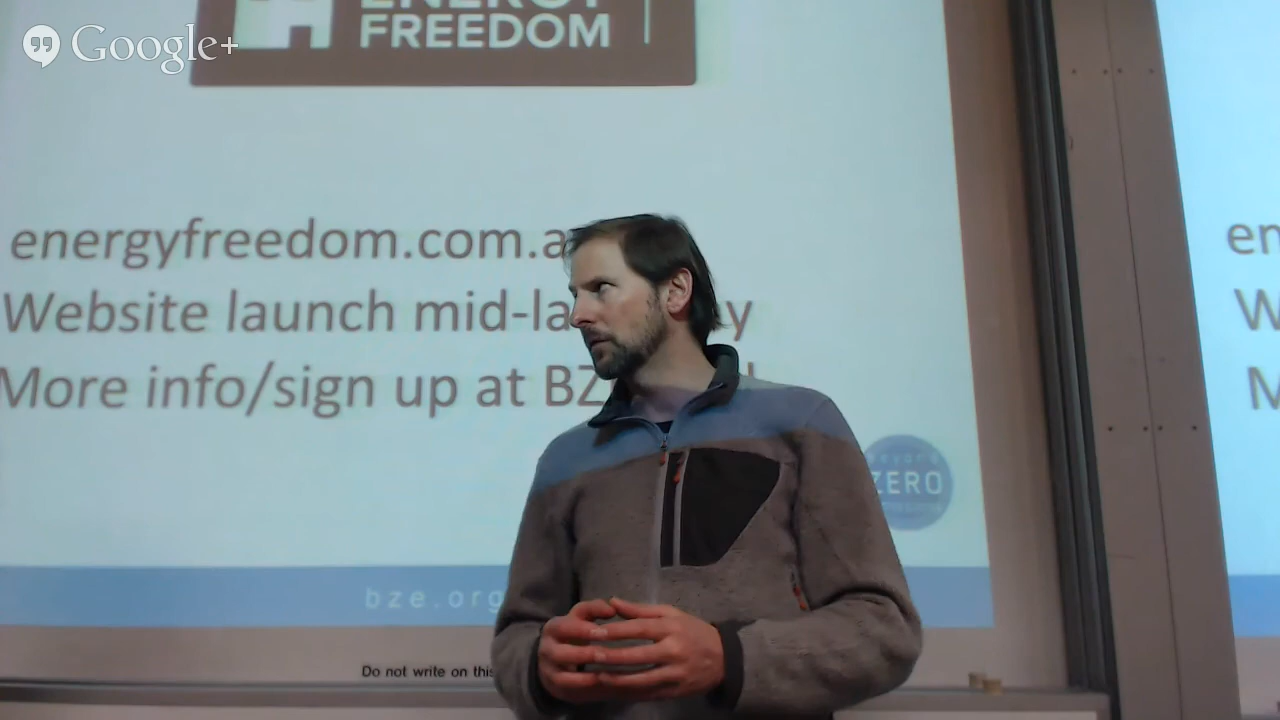 Google+
ENERGY
FREEDOM
energyfreedom.com.a
Website launch mid-la y
More info/sign up at BZ
ZERO
bze.org
Do not write on this
en
W
M